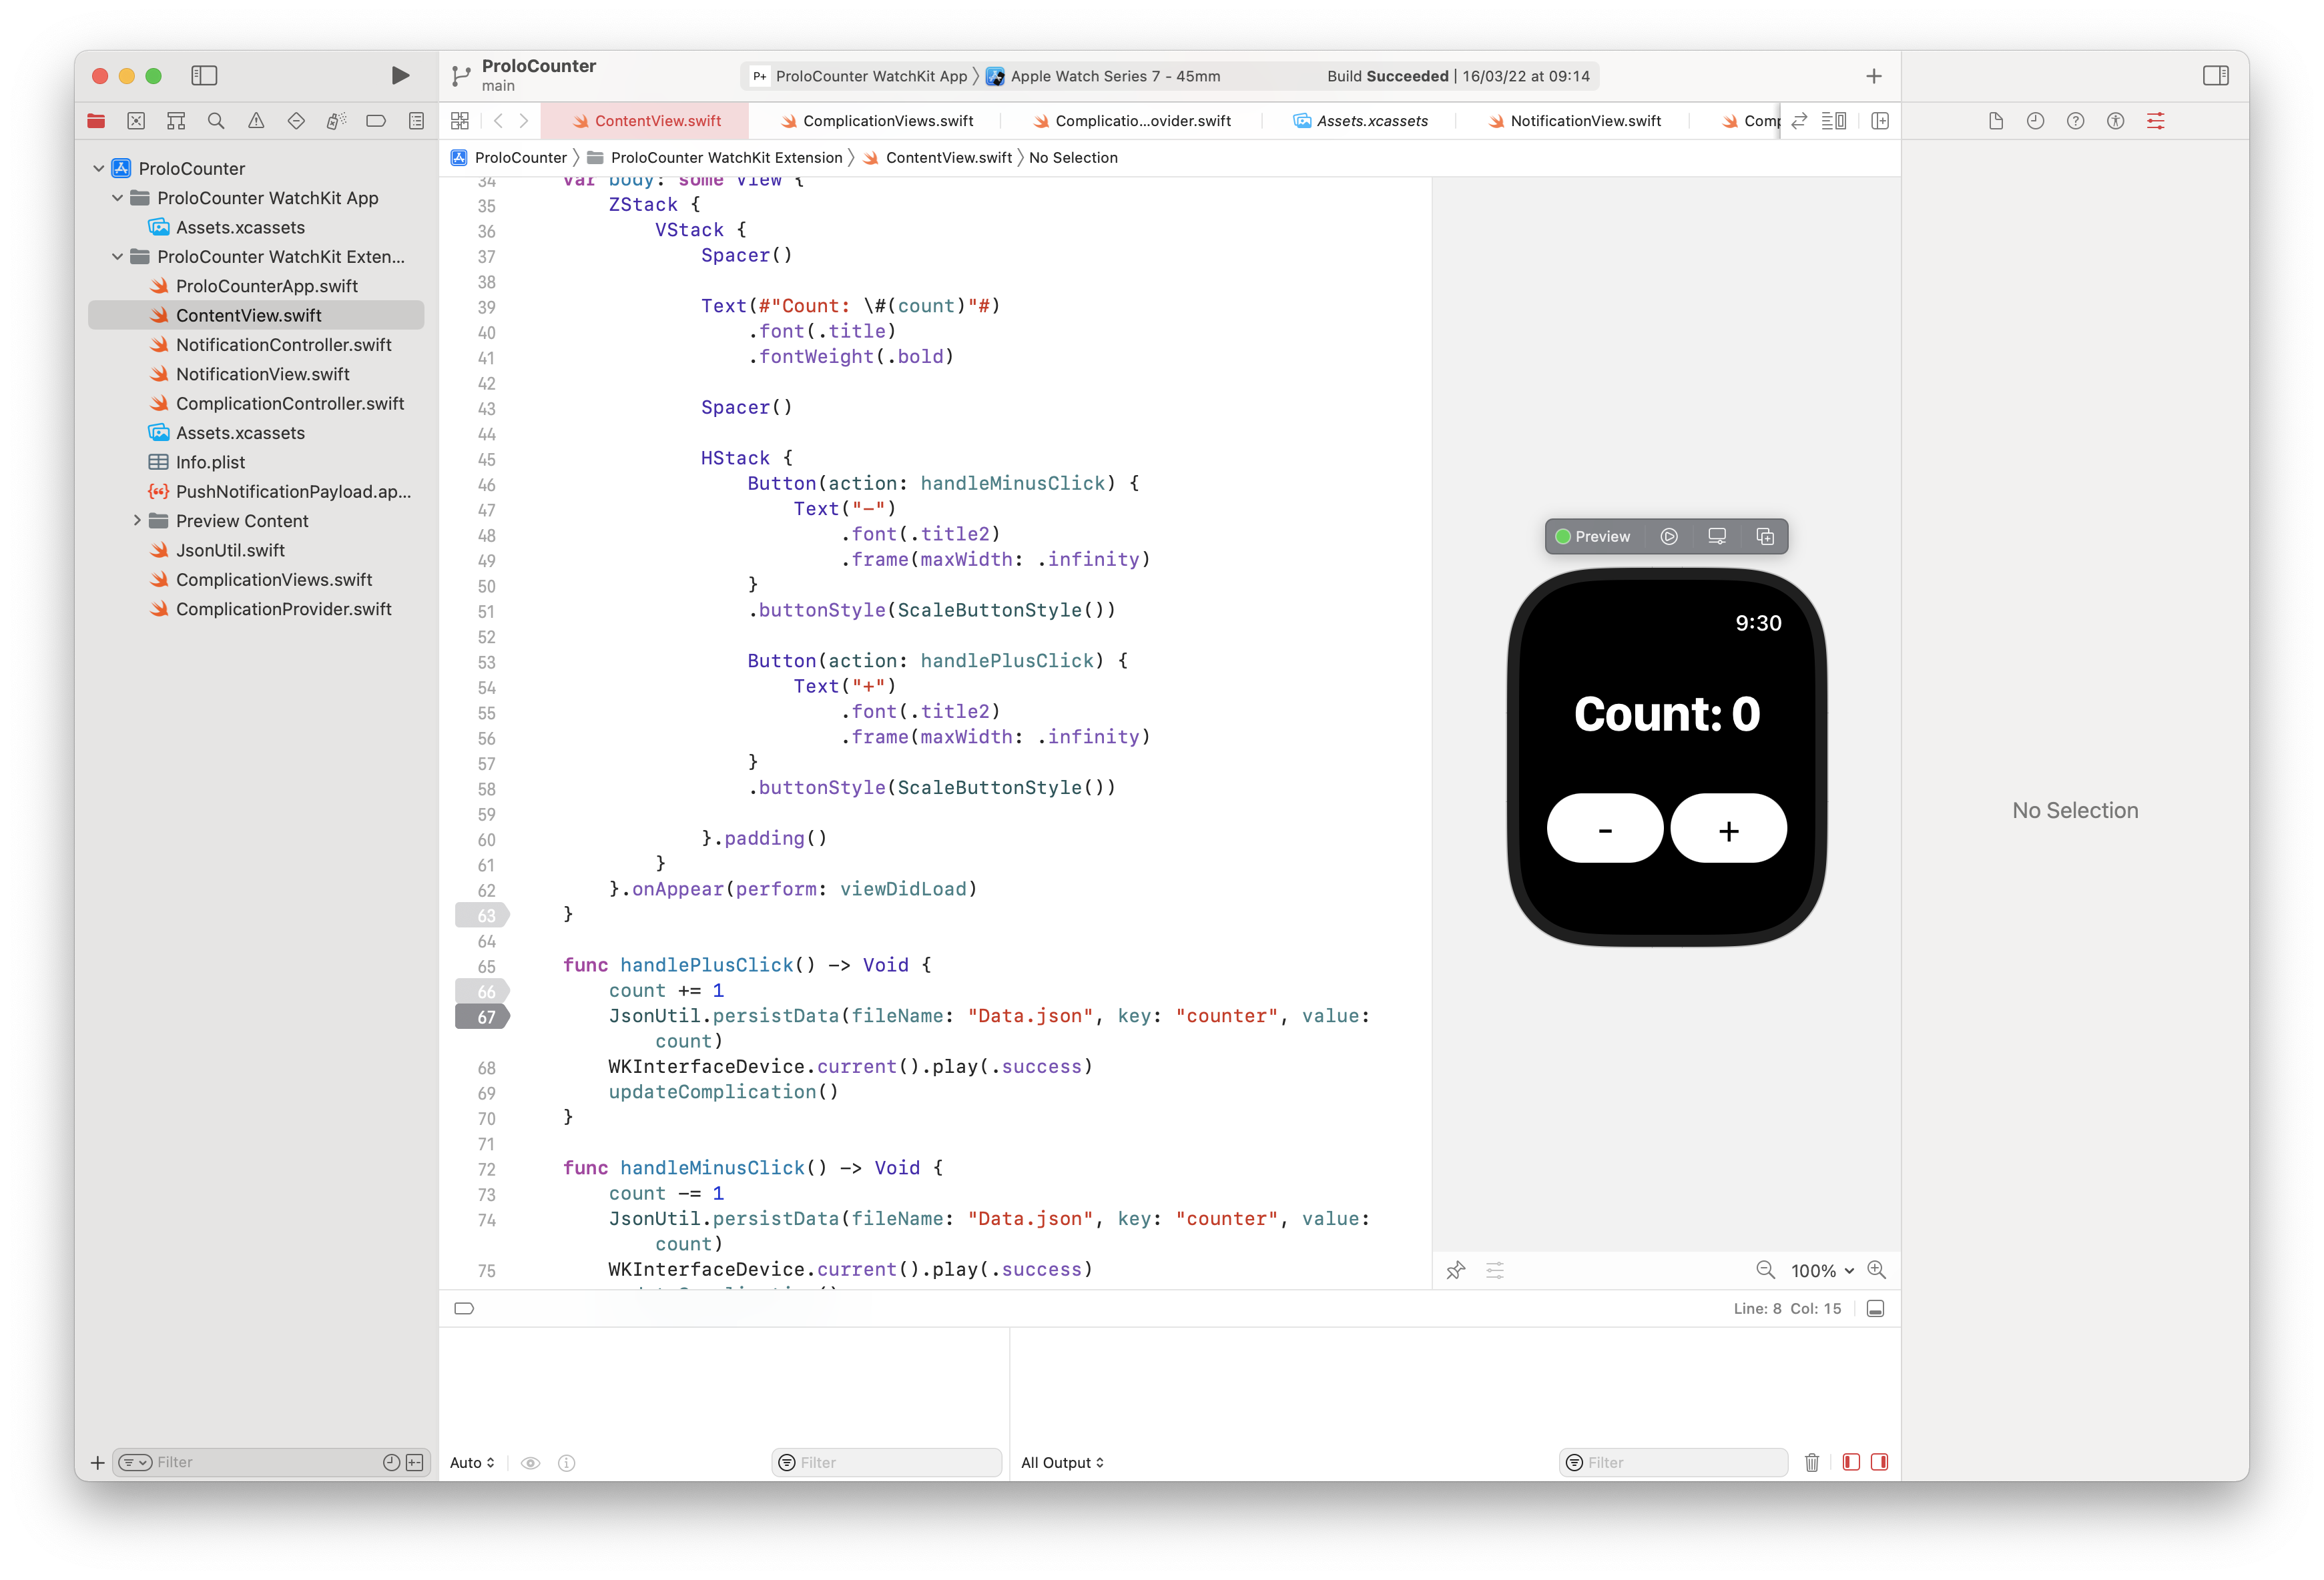 ProloCounter
main
P+ ProloCounter WatchKit App
Apple Watch Series 7 - 45mm
Build Succeeded | 16/03/22 at 09:14
ContentView.swift
ComplicationViews.swift
Complicatio...ovider.swift
Assets.xcassets
NotificationView.swift
Comp
ProloCounter
ProloCounter WatchKit Extension
ContentView.swift
No Selection
ProloCounter
ProloCounter WatchKit App
Assets.xcassets
ProloCounter WatchKit Exten...
ProloCounterApp.swift
ContentView.swift
NotificationController.swift
NotificationView.swift
ComplicationController.swift
Assets.xcassets
Info.plist
PushNotificationPayload.ap...
Preview Content
JsonUtil.swift
ComplicationViews.swift
ComplicationProvider.swift
Filter
34 var body: some View {
35 ZStack {
36 VStack {
37 Spacer()
38
39 Text(#"Count: \#(count)"#)
40 .font(.title)
41 .fontWeight(.bold)
42
43 Spacer()
44
45 HStack {
46 Button(action: handleMinusClick) {
47 Text("-")
48 .font(.title2)
49 .frame(maxWidth: .infinity)
50 }
51 .buttonStyle(ScaleButtonStyle())
52
53 Button(action: handlePlusClick) {
54 Text("+")
55 .font(.title2)
56 .frame(maxWidth: .infinity)
57 }
58 .buttonStyle(ScaleButtonStyle())
59
60 }.padding()
61 }
62 }.onAppear(perform: viewDidLoad)
63 }
64
65 func handlePlusClick() -> Void {
66 count += 1
67 JsonUtil.persistData(fileName: "Data.json", key: "counter", value:
count)
68 WKInterfaceDevice.current().play(.success)
69 updateComplication()
70 }
71
72 func handleMinusClick() -> Void {
73 count -= 1
74 JsonUtil.persistData(fileName: "Data.json", key: "counter", value:
count)
75 WKInterfaceDevice.current().play(.success)
Preview
9:30
Count: 0
- +
100%
No Selection
Line: 8 Col: 15
Auto
Filter
All Output
Filter